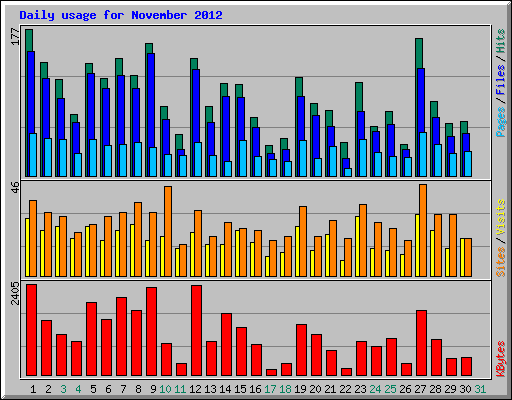 Daily usage for November 2012
177
Pages / Files / Hits
46
Sites / Visits
2405
KBytes
1 2 3 4 5 6 7 8 9 10 11 12 13 14 15 16 17 18 19 20 21 22 23 24 25 26 27 28 29 30 31